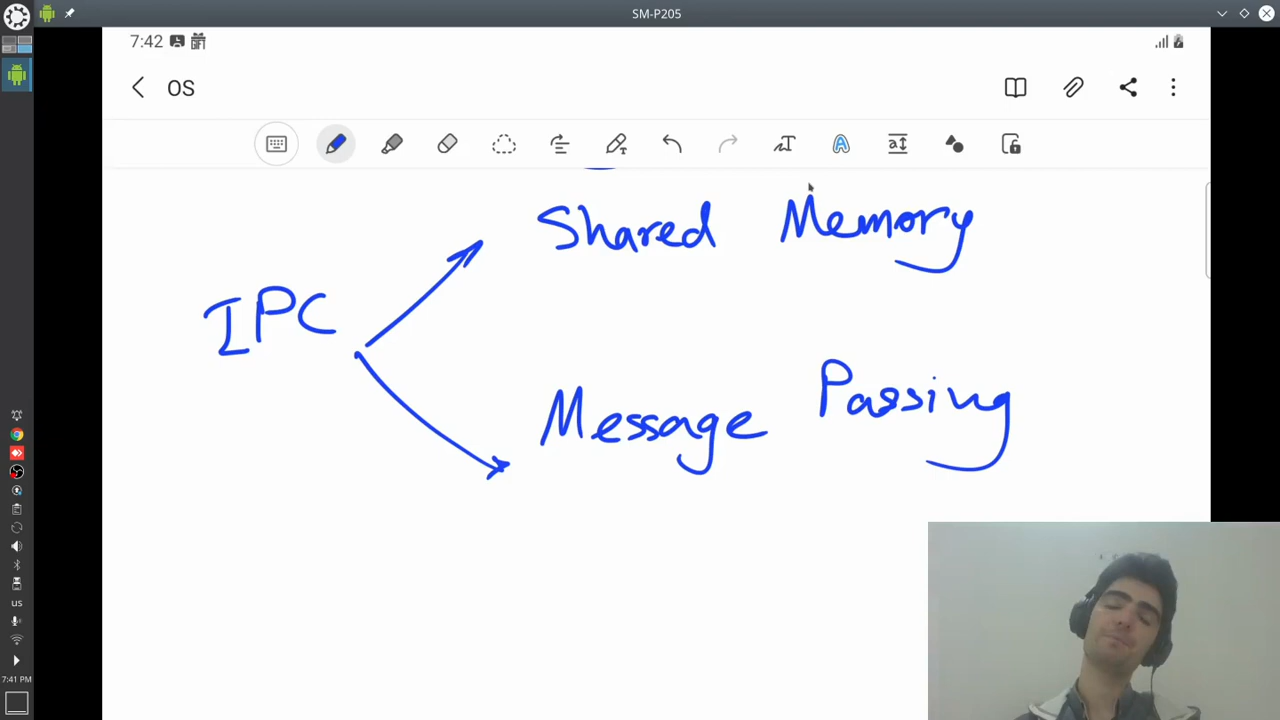 SM-P205
7:42
OS
Shared Memory
IPC
Message Passing
us
7:41 PM